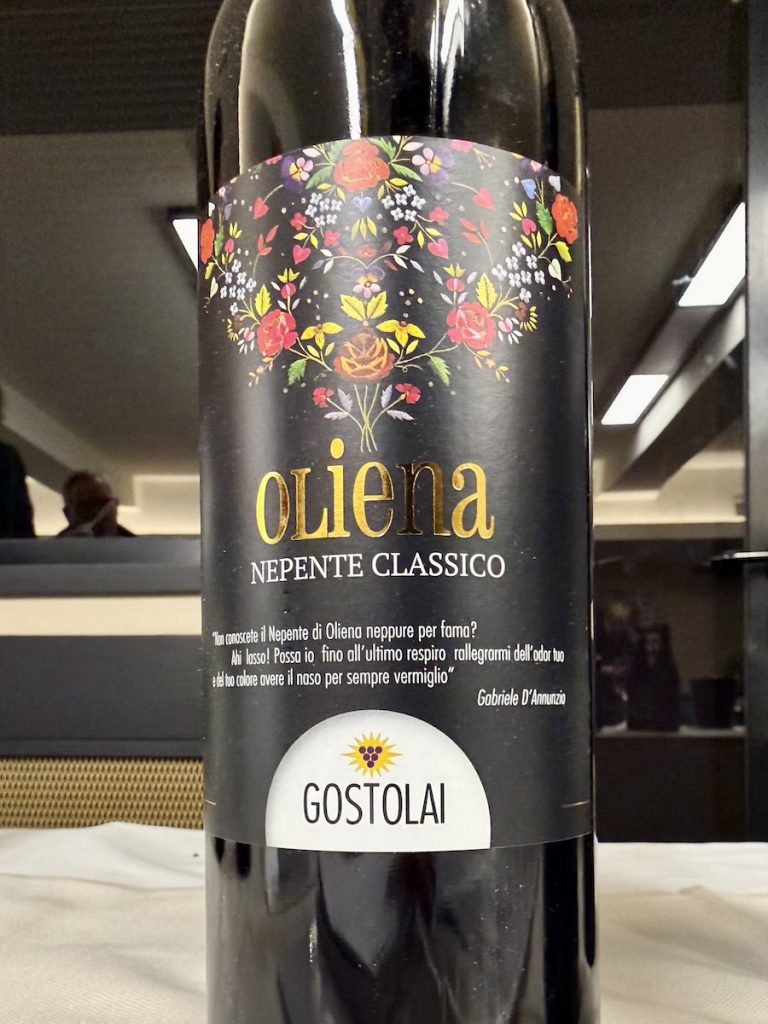 OLiena
NEPENTE CLASSICO
"Non conoscete il Nepente di Oliena neppure per fama?
Ahi lasso! Possa io fino all'ultimo respiro rallegrarmi dell'odor tuo
e del tuo colore avere il naso per sempre vermiglio"
Gabriele D'Annunzio
GOSTOLAI